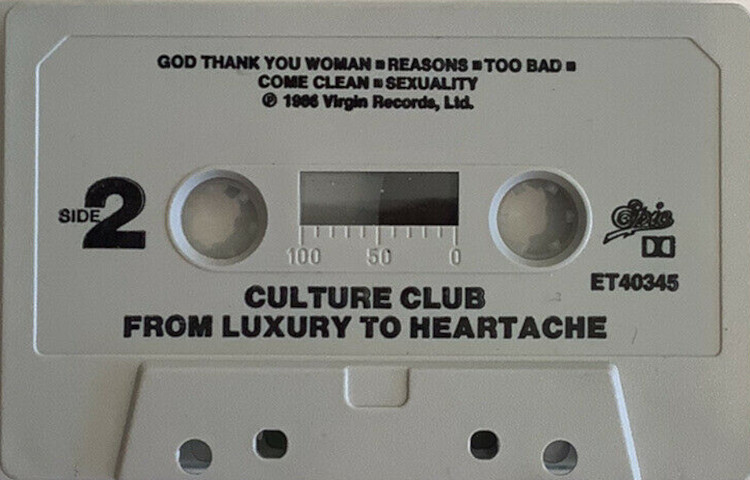 GOD THANK YOU WOMAN ■ REASONS ■ TOO BAD ■
COME CLEAN ■ SEXUALITY
℗ 1986 Virgin Records, Ltd.
SIDE 2
100 50 0
Epic
ET40345
CULTURE CLUB
FROM LUXURY TO HEARTACHE